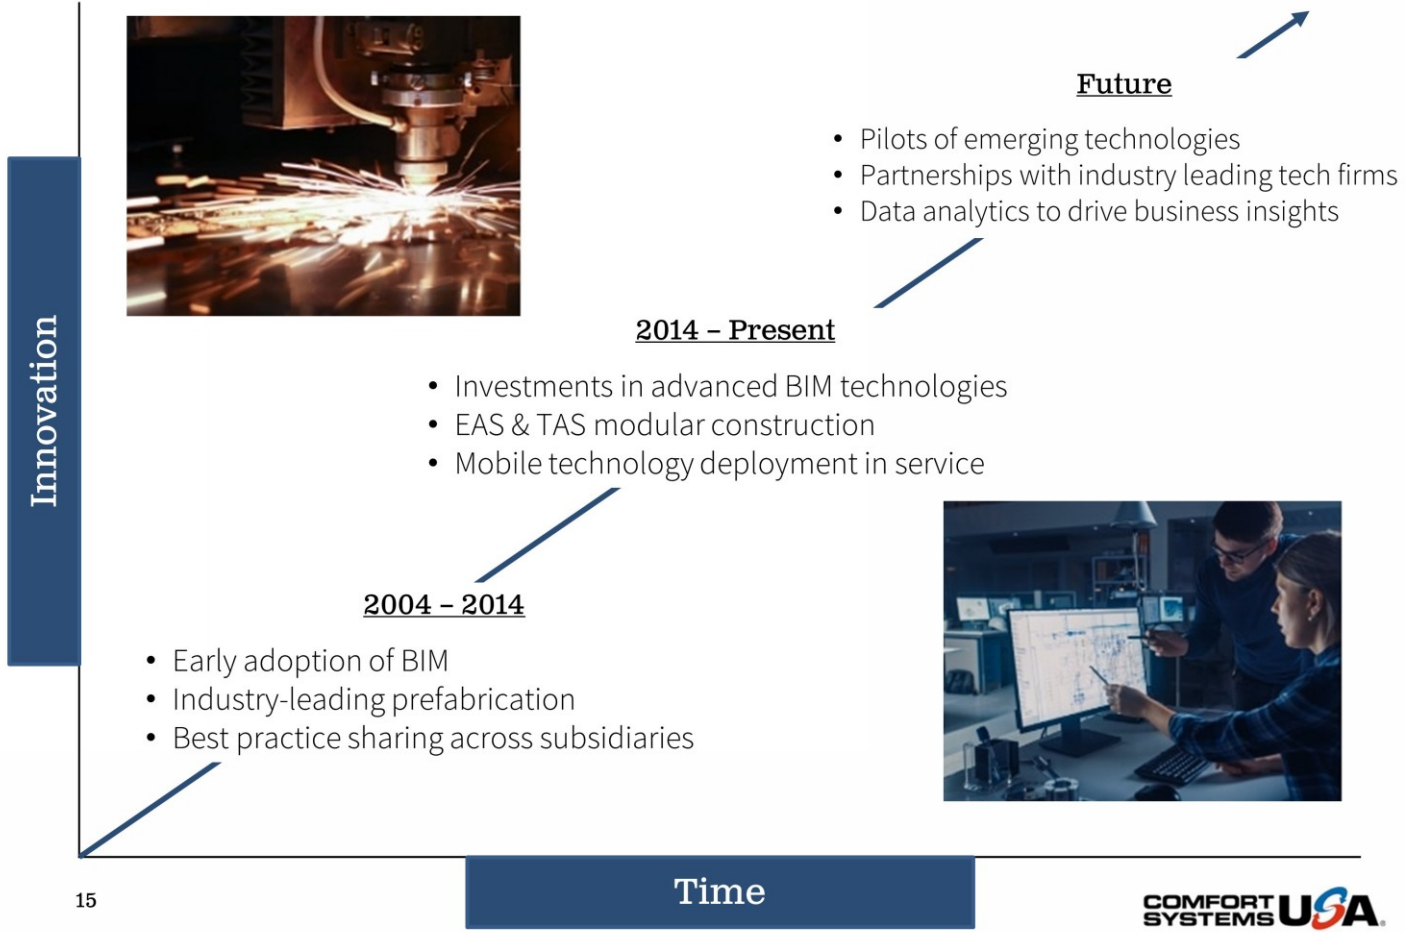 Future
• Pilots of emerging technologies
• Partnerships with industry leading tech firms
• Data analytics to drive business insights
2014 – Present
• Investments in advanced BIM technologies
• EAS & TAS modular construction
• Mobile technology deployment in service
2004 – 2014
• Early adoption of BIM
• Industry-leading prefabrication
• Best practice sharing across subsidiaries
Innovation
Time
15
COMFORT
SYSTEMS USA.